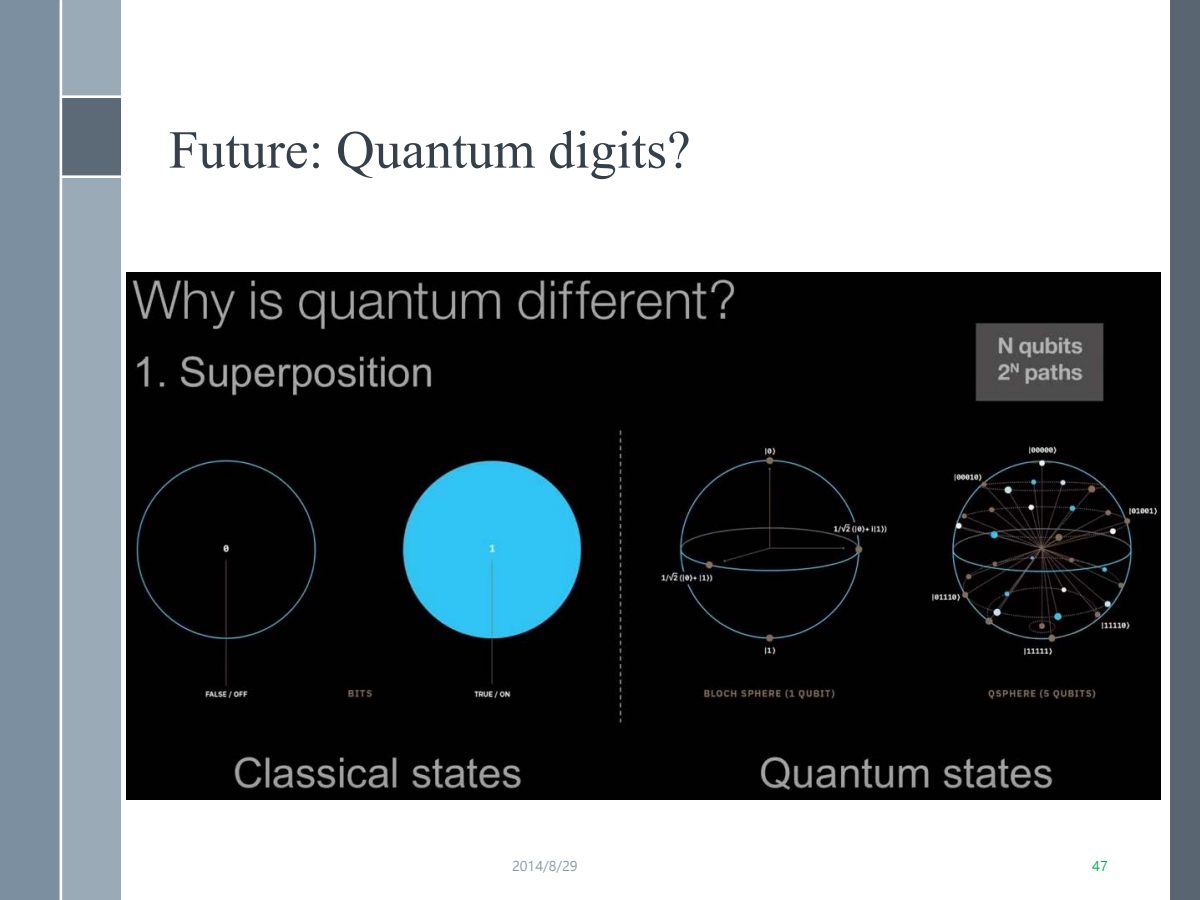 Future: Quantum digits?
Why is quantum different?
1. Superposition
N qubits
2ᴺ paths
0
FALSE / OFF
BITS
1
TRUE / ON
Classical states
|0⟩
1/√2 (|0⟩+ i|1⟩)
1/√2 (|0⟩+ |1⟩)
|1⟩
BLOCH SPHERE (1 QUBIT)
|00000⟩
|00010⟩
|01001⟩
|01110⟩
|11110⟩
|11111⟩
QSPHERE (5 QUBITS)
Quantum states
2014/8/29
47